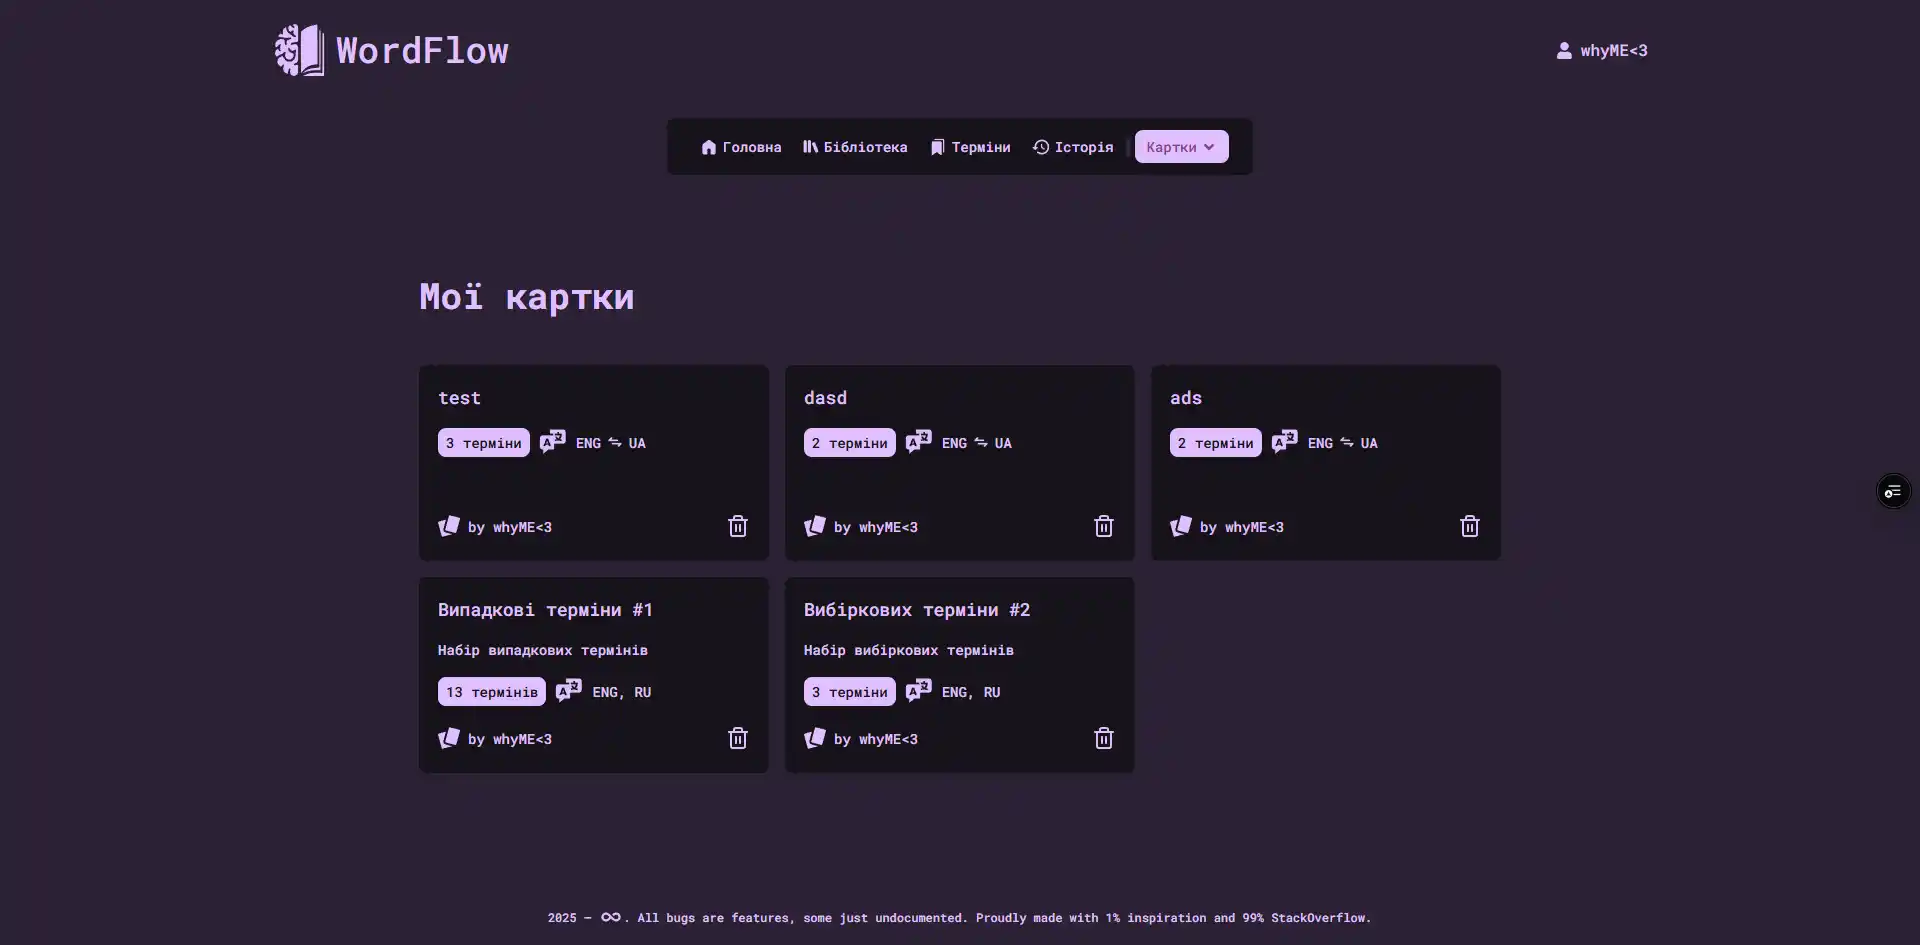 WordFlow
whyME<3
Головна Бібліотека Терміни Історія Картки
Мої картки
test
3 терміни ENG ⇋ UA
by whyME<3
dasd
2 терміни ENG ⇋ UA
by whyME<3
ads
2 терміни ENG ⇋ UA
by whyME<3
Випадкові терміни #1
Набір випадкових термінів
13 термінів ENG, RU
by whyME<3
Вибіркових терміни #2
Набір вибіркових термінів
3 терміни ENG, RU
by whyME<3
2025 – ∞. All bugs are features, some just undocumented. Proudly made with 1% inspiration and 99% StackOverflow.